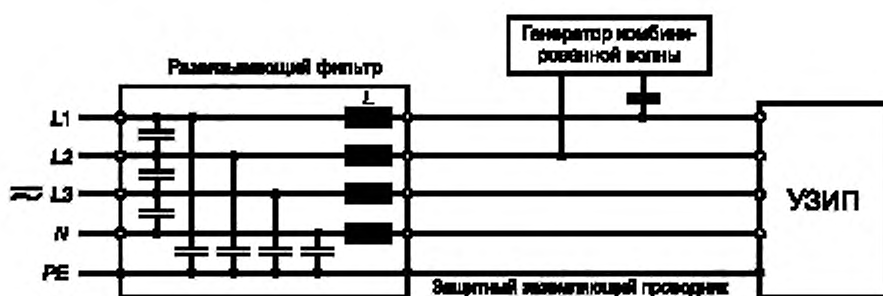 Генератор комбини-
рованной волны
Развязывающий фильтр
L
L1
L2
L3
N
PE
УЗИП
Защитный заземляющий проводник